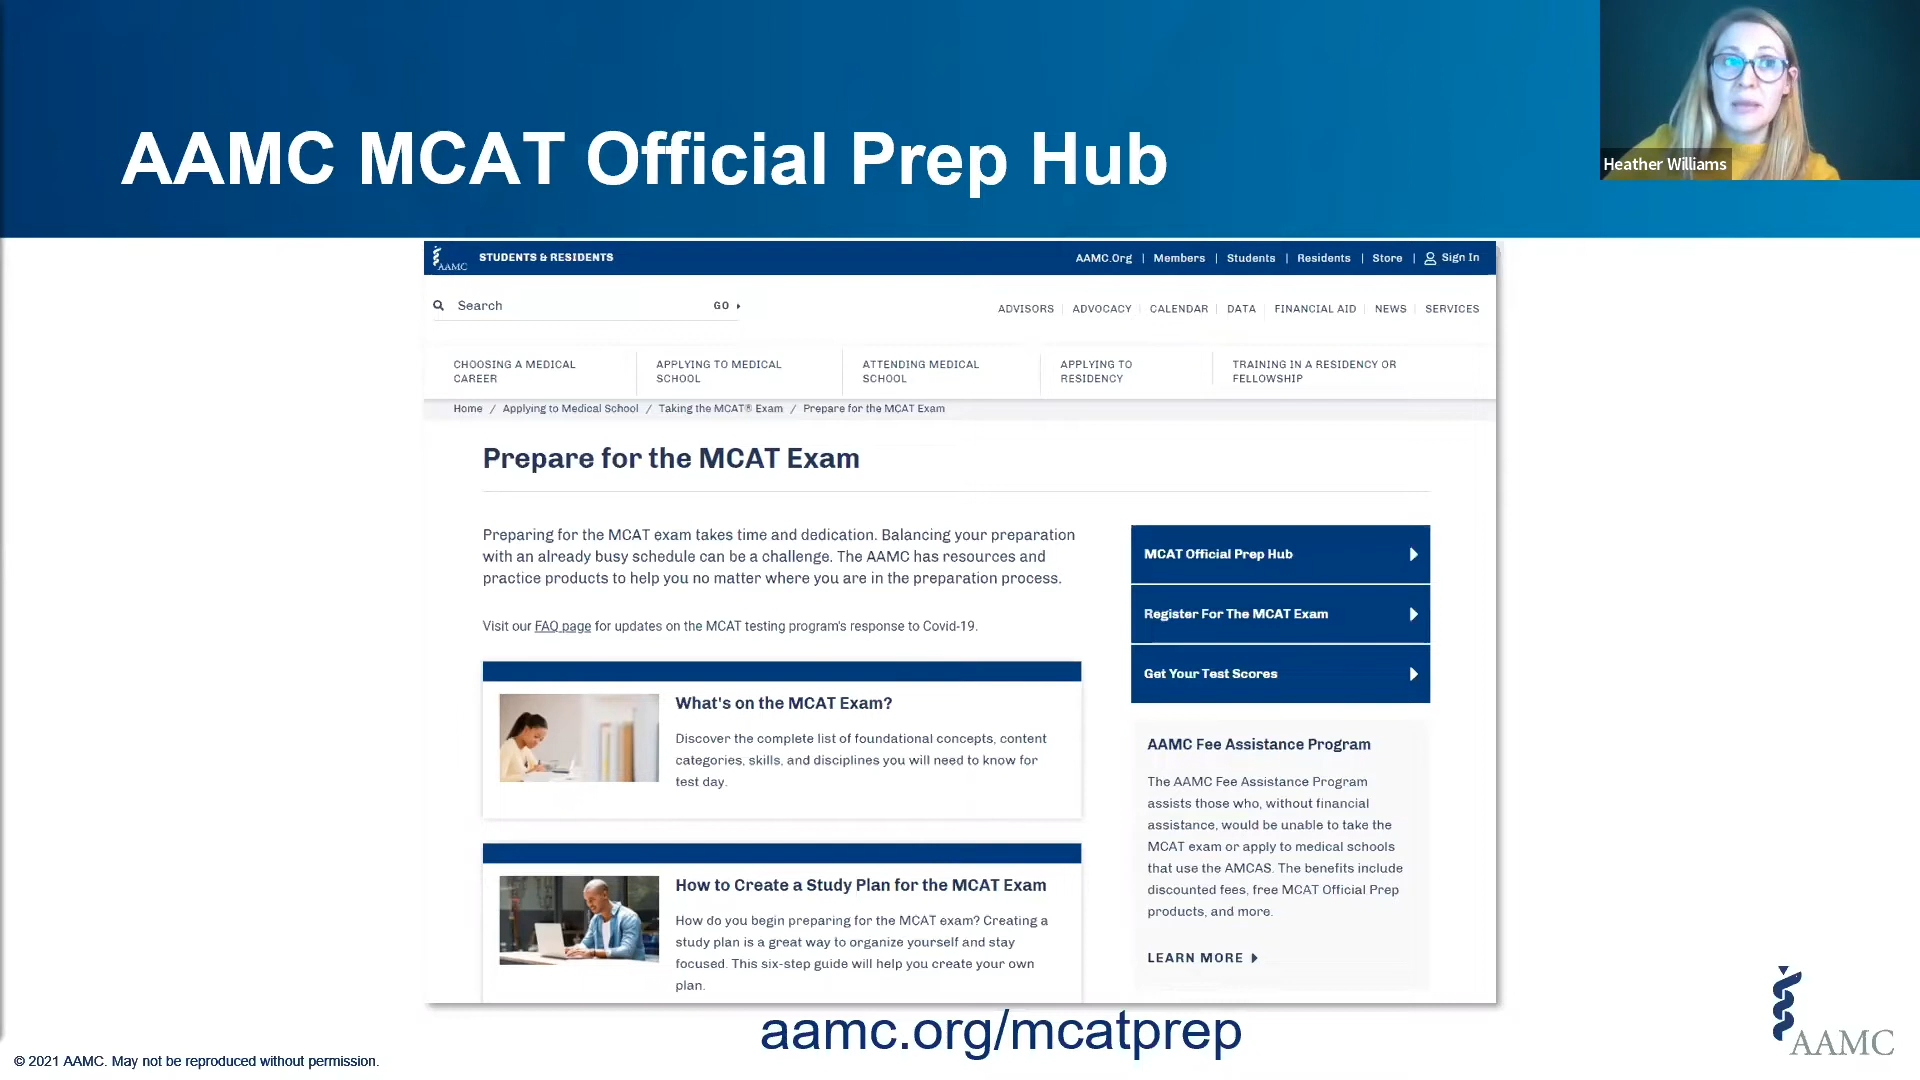 AAMC MCAT Official Prep Hub
Heather Williams
AAMC
STUDENTS & RESIDENTS
AAMC.Org | Members | Students | Residents | Store | Sign In
Search
GO
ADVISORS | ADVOCACY | CALENDAR | DATA | FINANCIAL AID | NEWS | SERVICES
CHOOSING A MEDICAL
CAREER
APPLYING TO MEDICAL
SCHOOL
ATTENDING MEDICAL
SCHOOL
APPLYING TO
RESIDENCY
TRAINING IN A RESIDENCY OR
FELLOWSHIP
Home / Applying to Medical School / Taking the MCAT® Exam / Prepare for the MCAT Exam
Prepare for the MCAT Exam
Preparing for the MCAT exam takes time and dedication. Balancing your preparation
with an already busy schedule can be a challenge. The AAMC has resources and
practice products to help you no matter where you are in the preparation process.
Visit our FAQ page for updates on the MCAT testing program's response to Covid-19.
What's on the MCAT Exam?
Discover the complete list of foundational concepts, content
categories, skills, and disciplines you will need to know for
test day.
How to Create a Study Plan for the MCAT Exam
How do you begin preparing for the MCAT exam? Creating a
study plan is a great way to organize yourself and stay
focused. This six-step guide will help you create your own
plan.
MCAT Official Prep Hub
Register For The MCAT Exam
Get Your Test Scores
AAMC Fee Assistance Program
The AAMC Fee Assistance Program
assists those who, without financial
assistance, would be unable to take the
MCAT exam or apply to medical schools
that use the AMCAS. The benefits include
discounted fees, free MCAT Official Prep
products, and more.
LEARN MORE
aamc.org/mcatprep
© 2021 AAMC. May not be reproduced without permission.
AAMC